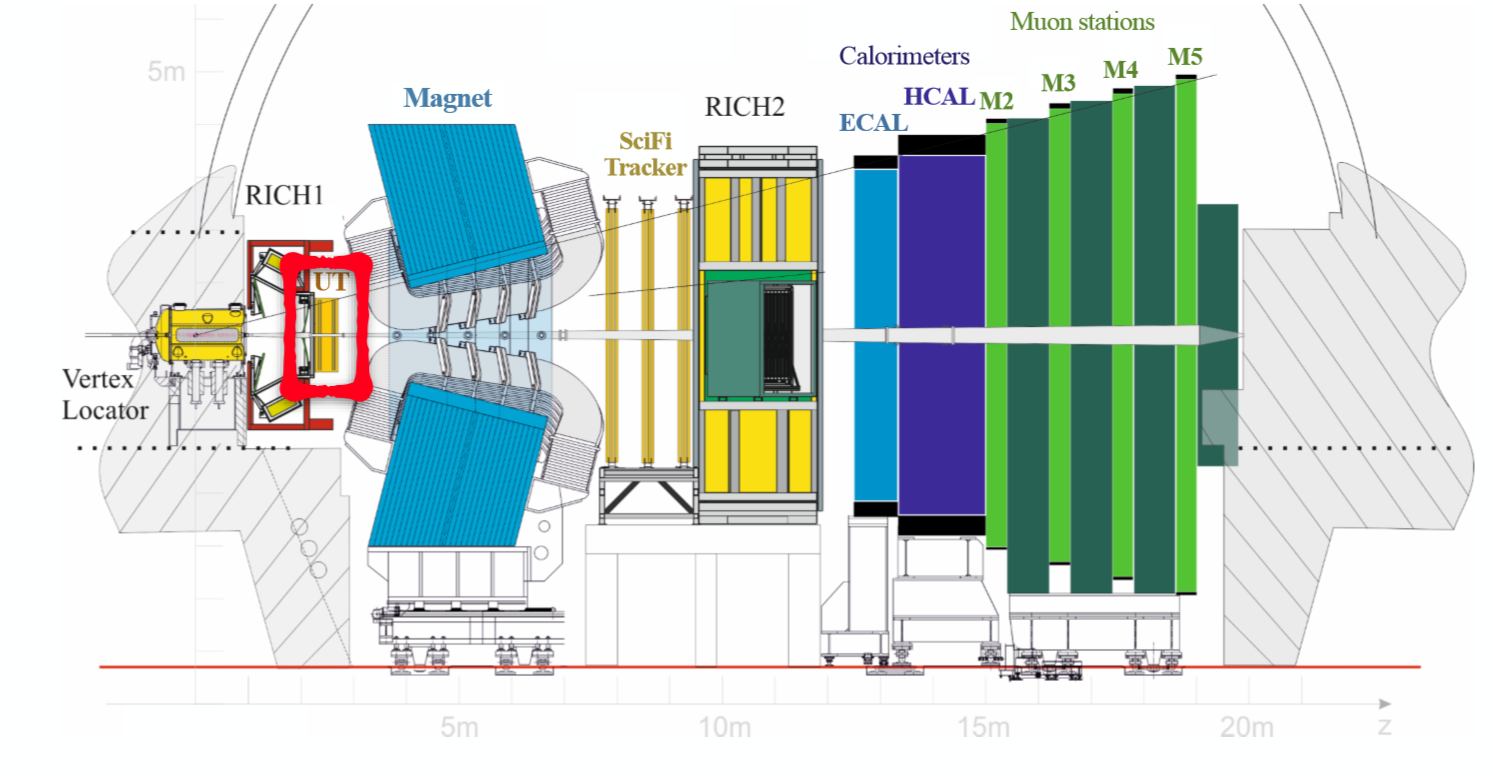 Muon stations
5m
Calorimeters
M5
M4
M3
Magnet
HCAL
M2
RICH2
ECAL
SciFi
Tracker
RICH1
UT
Vertex
Locator
5m
10m
15m
20m
z